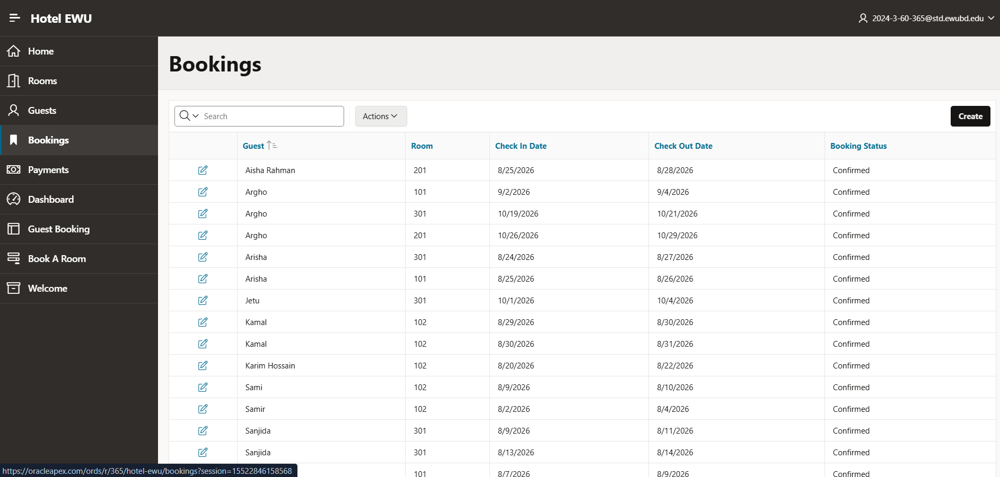 Hotel EWU
2024-3-60-365@std.ewubd.edu
Home
Rooms
Guests
Bookings
Payments
Dashboard
Guest Booking
Book A Room
Welcome
Bookings
Search
Actions
Create
Guest Room Check In Date Check Out Date Booking Status
Aisha Rahman 201 8/25/2026 8/28/2026 Confirmed
Argho 101 9/2/2026 9/4/2026 Confirmed
Argho 301 10/19/2026 10/21/2026 Confirmed
Argho 201 10/26/2026 10/29/2026 Confirmed
Arisha 301 8/24/2026 8/27/2026 Confirmed
Arisha 101 8/25/2026 8/26/2026 Confirmed
Jetu 301 10/1/2026 10/4/2026 Confirmed
Kamal 102 8/29/2026 8/30/2026 Confirmed
Kamal 102 8/30/2026 8/31/2026 Confirmed
Karim Hossain 102 8/20/2026 8/22/2026 Confirmed
Sami 102 8/9/2026 8/10/2026 Confirmed
Samir 102 8/2/2026 8/4/2026 Confirmed
Sanjida 301 8/9/2026 8/11/2026 Confirmed
Sanjida 301 8/13/2026 8/14/2026 Confirmed
101 8/7/2026 8/9/2026 Confirmed
https://oracleapex.com/ords/r/365/hotel-ewu/bookings?session=15522846158568